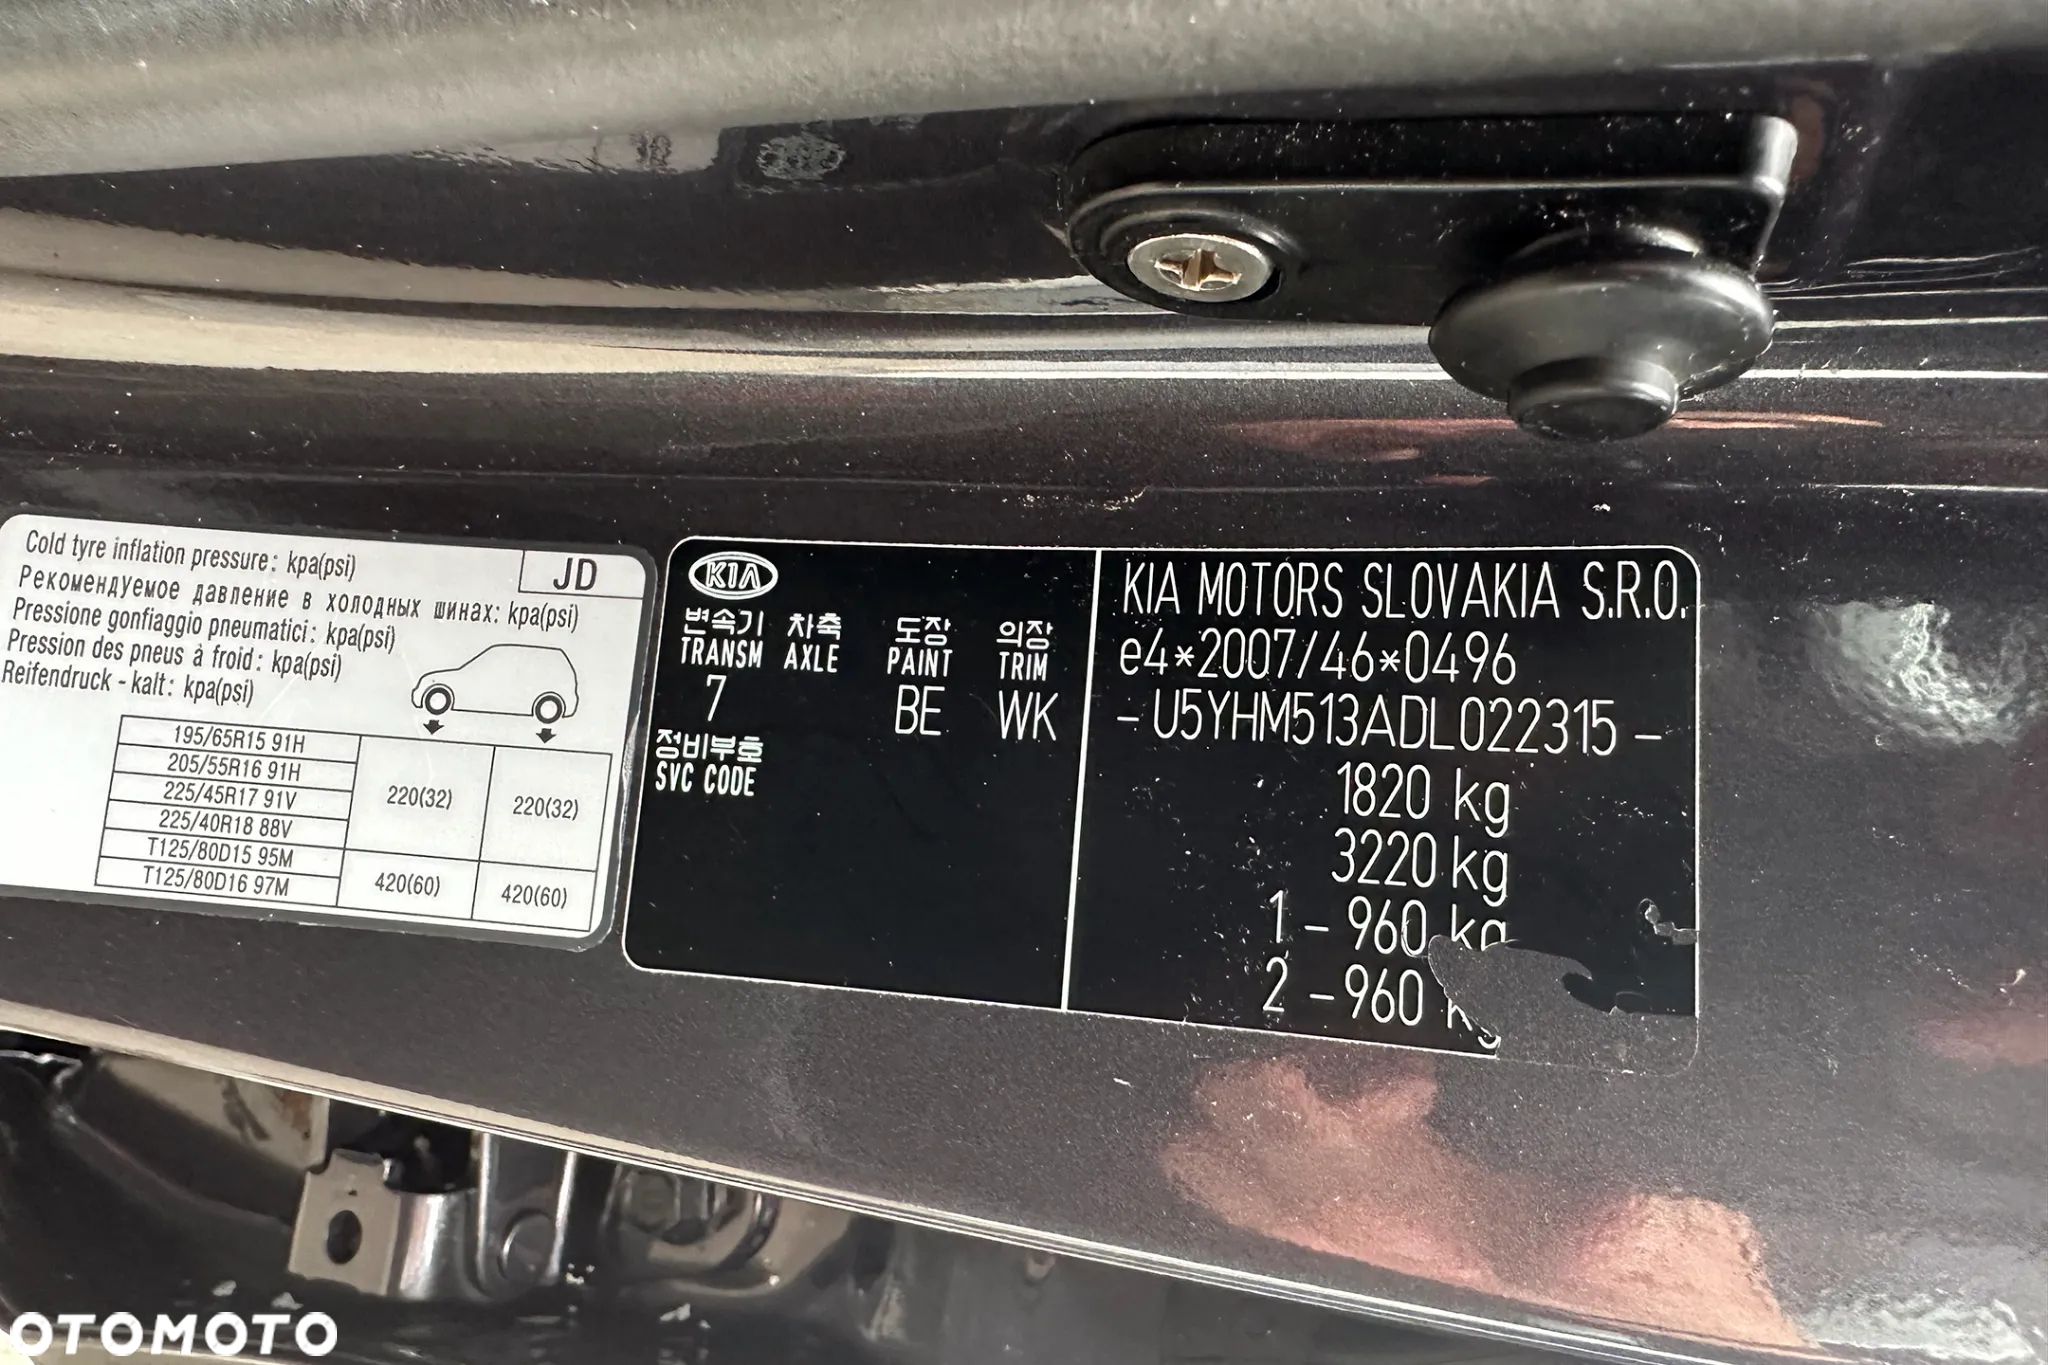 Cold tyre inflation pressure: kpa(psi)
JD
Рекомендуемое давление в холодных шинах: kpa(psi)
Pressione gonfiaggio pneumatici: kpa(psi)
Pression des pneus à froid: kpa(psi)
Reifendruck - kalt: kpa(psi)
195/65R15 91H
205/55R16 91H
225/45R17 91V
225/40R18 88V
220(32) 220(32)
T125/80D15 95M
T125/80D16 97M
420(60) 420(60)
KIA
변속기 차축 도장 의장
TRANSM AXLE PAINT TRIM
7 BE WK
정비부호
SVC CODE
KIA MOTORS SLOVAKIA S.R.O.
e4*2007/46*0496
- U5YHM513ADL022315 -
1820 kg
3220 kg
1 - 960 kg
2 - 960 kg
OTOMOTO